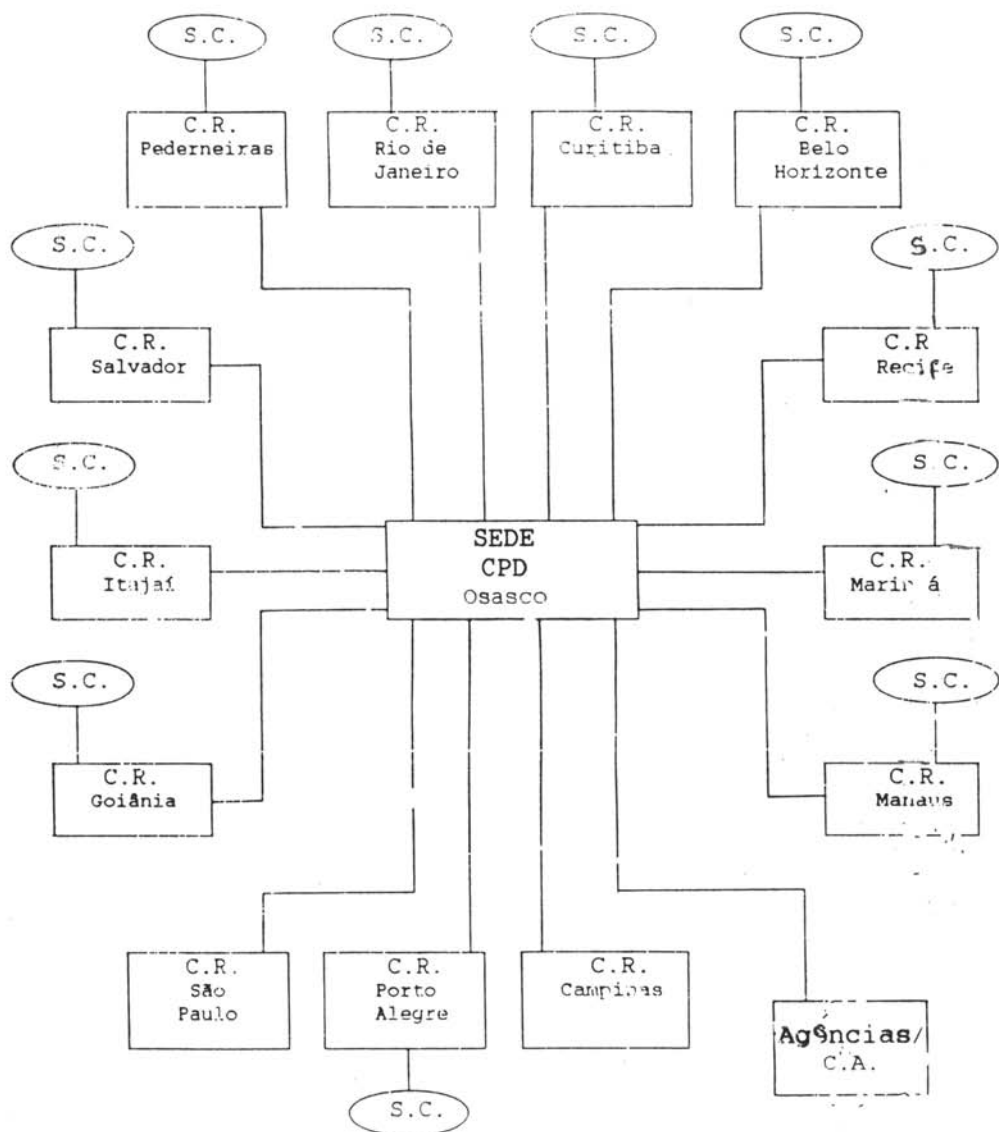 S.C.
S.C.
S.C.
S.C.
C.R.
Pederneiras
C.R.
Rio de
Janeiro
C.R.
Curitiba
C.R.
Belo
Horizonte
S.C.
S.C.
C.R.
Salvador
C.R
Recife
S.C.
S.C.
SEDE
CPD
Osasco
C.R.
Itajaí
C.R.
S.C.
S.C.
C.R.
Goiânia
C.R.
Manaus
C.R.
São
Paulo
C.R.
Porto
Alegre
C.R.
Campinas
Agências/
C.A.
S.C.